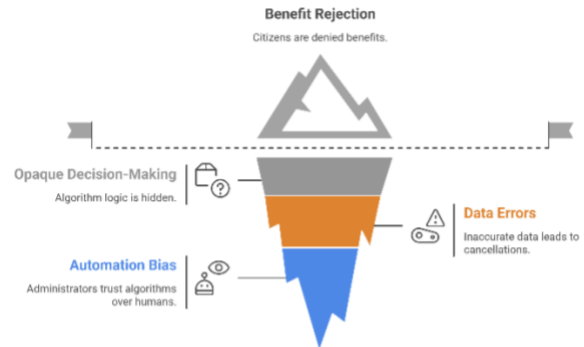 Benefit Rejection
Citizens are denied benefits.
Opaque Decision-Making
Algorithm logic is hidden.
Data Errors
Inaccurate data leads to
cancellations.
Automation Bias
Administrators trust algorithms
over humans.